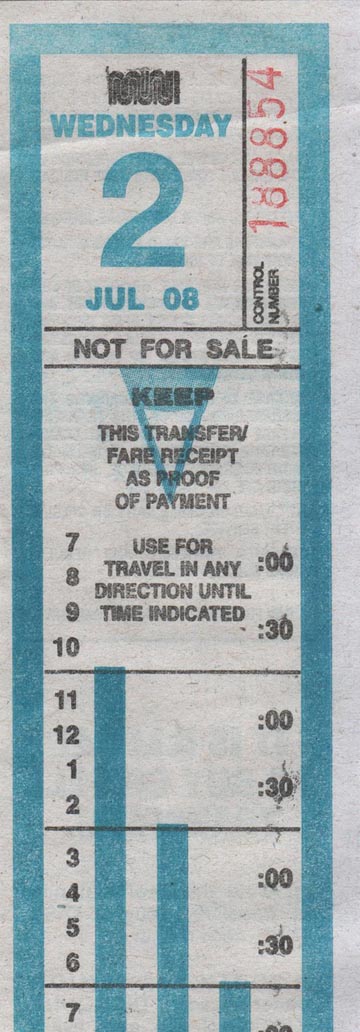 muni
WEDNESDAY
2
JUL 08
188854
CONTROL
NUMBER
NOT FOR SALE
KEEP
THIS TRANSFER/
FARE RECEIPT
AS PROOF
OF PAYMENT
USE FOR
TRAVEL IN ANY
DIRECTION UNTIL
TIME INDICATED
7
8
9
10
:00
:30
11
12
1
2
:00
:30
3
4
5
6
:00
:30
7
:00